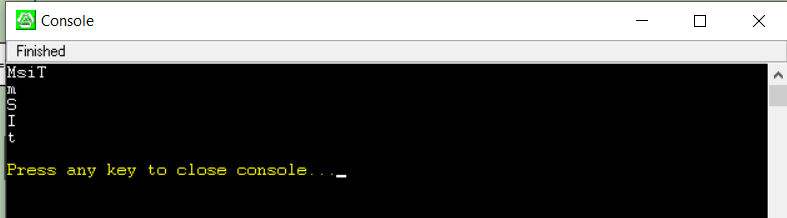 Console
Finished
MsiT
m
S
I
t
Press any key to close console..._